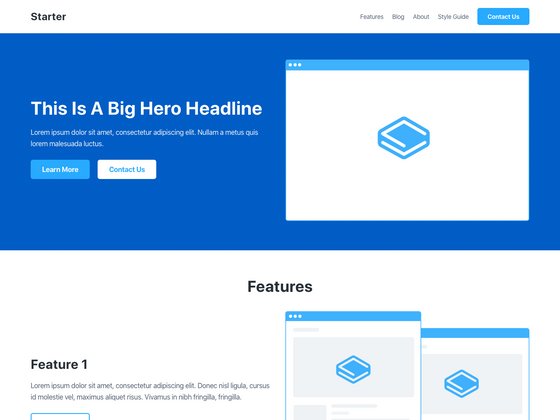 Starter
Features Blog About Style Guide Contact Us
This Is A Big Hero Headline
Lorem ipsum dolor sit amet, consectetur adipiscing elit. Nullam a metus quis
lorem malesuada luctus.
Learn More Contact Us
Features
Feature 1
Lorem ipsum dolor sit amet, consectetur adipiscing elit. Donec nisl ligula, cursus
id molestie vel, maximus aliquet risus. Vivamus in nibh fringilla, fringilla.